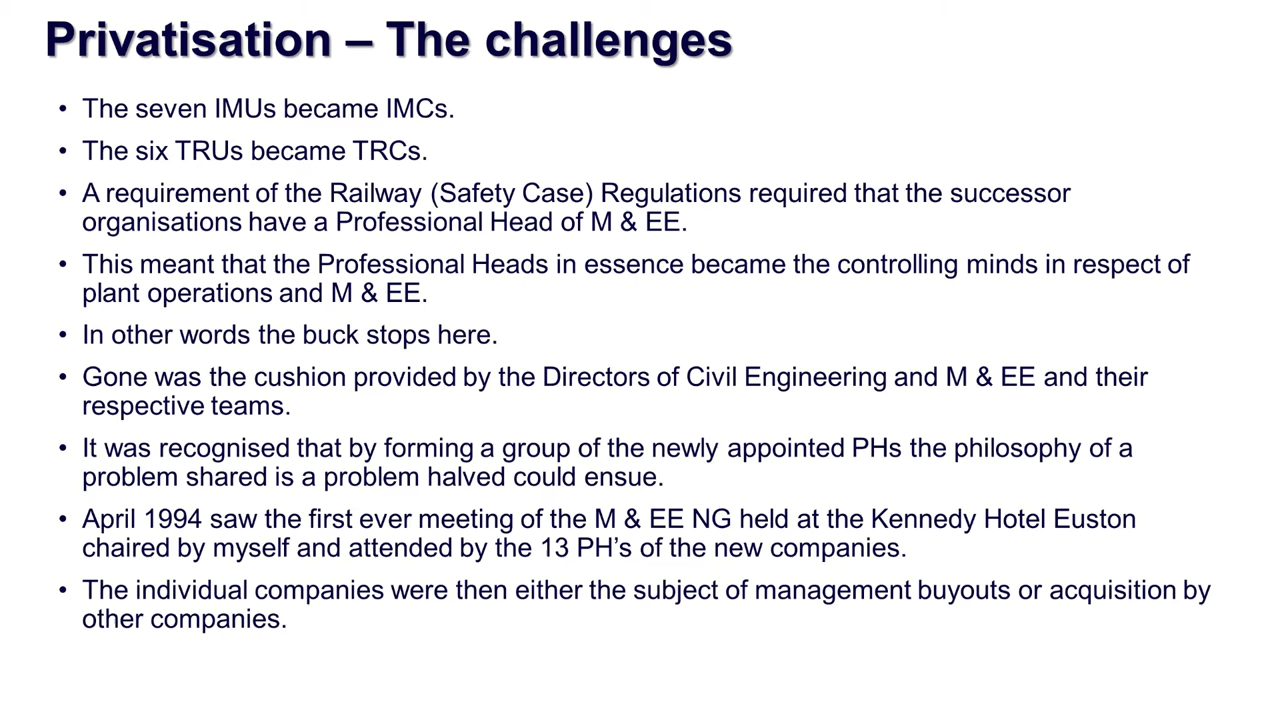 Privatisation – The challenges
• The seven IMUs became IMCs.
• The six TRUs became TRCs.
• A requirement of the Railway (Safety Case) Regulations required that the successor
organisations have a Professional Head of M & EE.
• This meant that the Professional Heads in essence became the controlling minds in respect of
plant operations and M & EE.
• In other words the buck stops here.
• Gone was the cushion provided by the Directors of Civil Engineering and M & EE and their
respective teams.
• It was recognised that by forming a group of the newly appointed PHs the philosophy of a
problem shared is a problem halved could ensue.
• April 1994 saw the first ever meeting of the M & EE NG held at the Kennedy Hotel Euston
chaired by myself and attended by the 13 PH’s of the new companies.
• The individual companies were then either the subject of management buyouts or acquisition by
other companies.